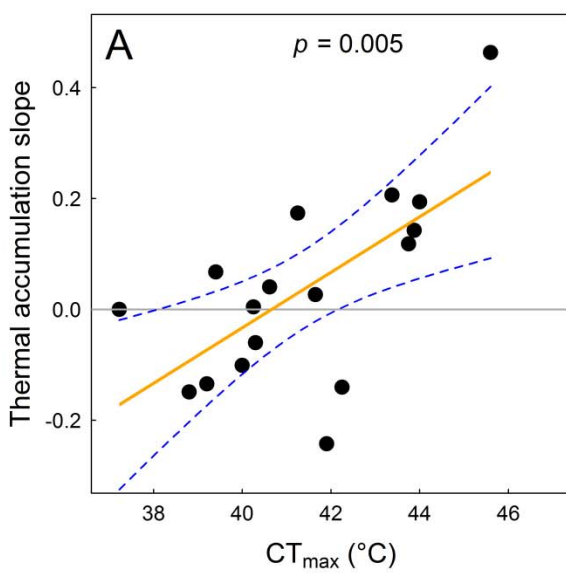 A
p = 0.005
Thermal accumulation slope
0.4
0.2
0.0
-0.2
38 40 42 44 46
CTmax (°C)